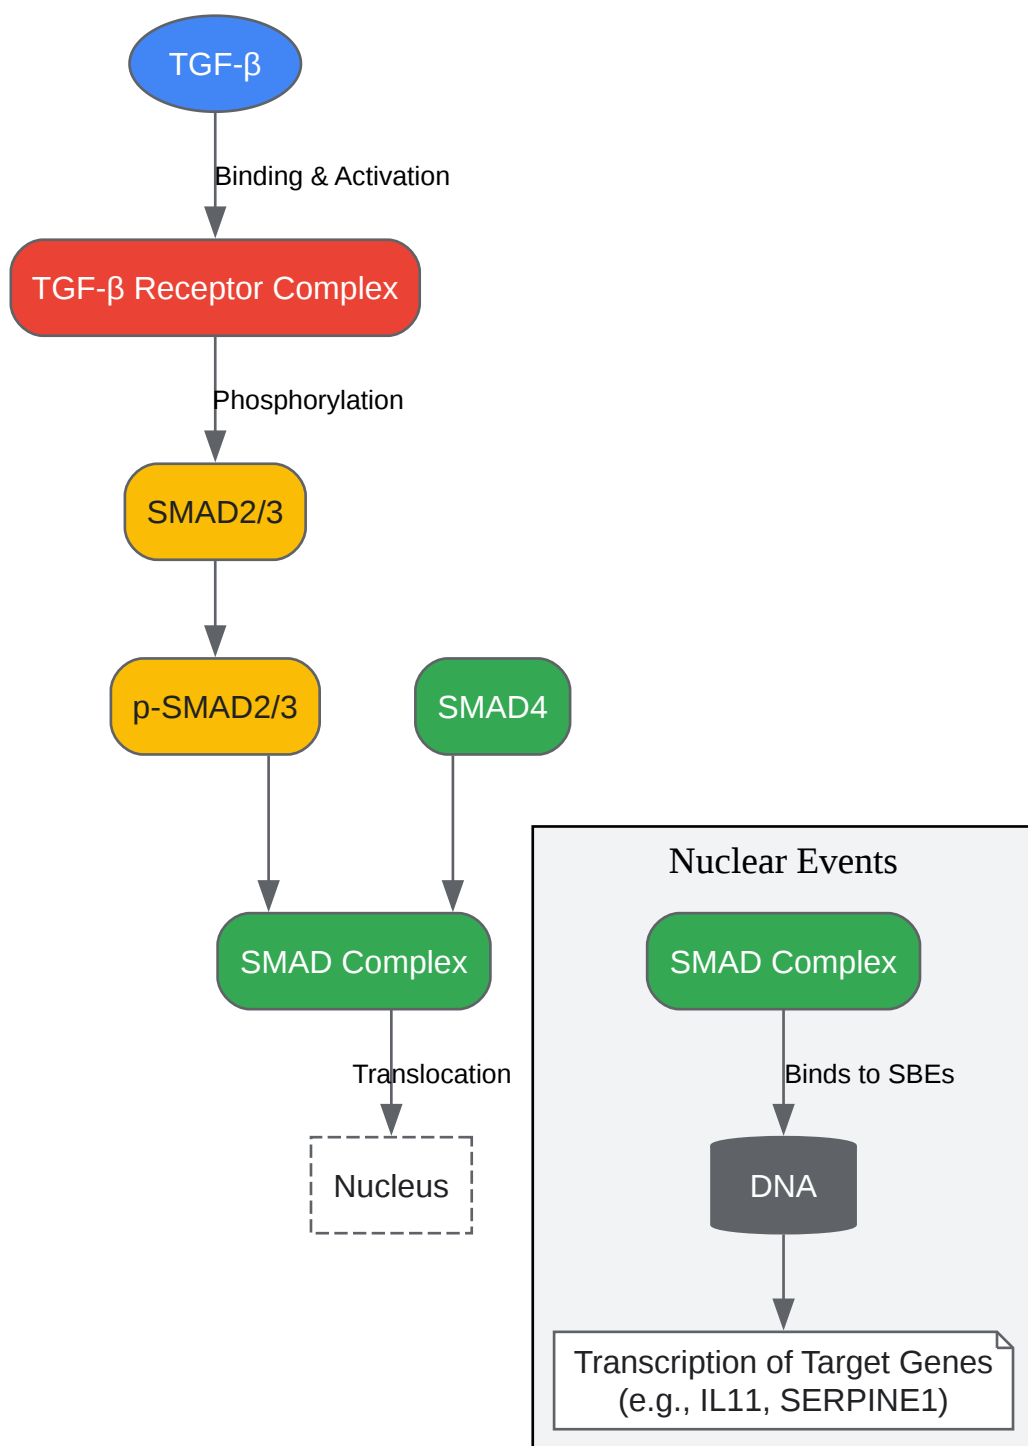 TGF-β
Binding & Activation
TGF-β Receptor Complex
Phosphorylation
SMAD2/3
p-SMAD2/3
SMAD4
SMAD Complex
Translocation
Nucleus
Nuclear Events
SMAD Complex
Binds to SBEs
DNA
Transcription of Target Genes
(e.g., IL11, SERPINE1)